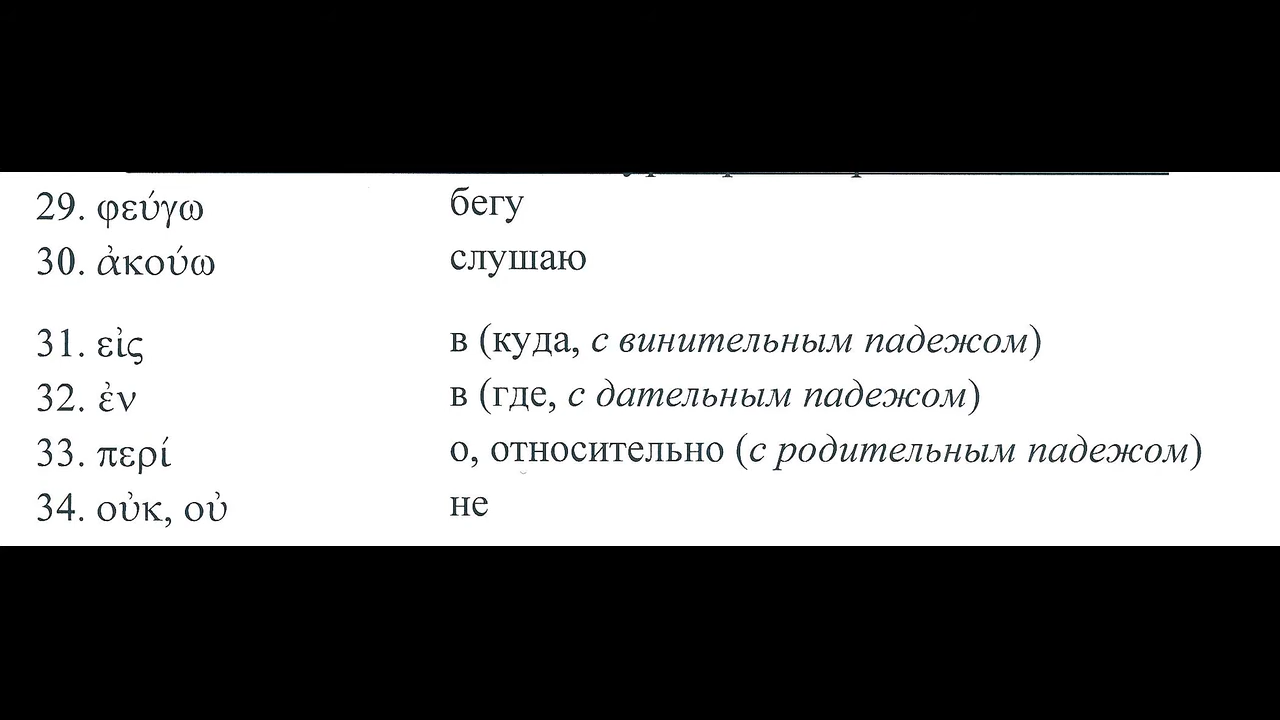 29. φεύγω бегу
30. ἀκούω слушаю
31. εἰς в (куда, с винительным падежом)
32. ἐν в (где, с дательным падежом)
33. περί о, относительно (с родительным падежом)
34. οὐκ, οὐ не